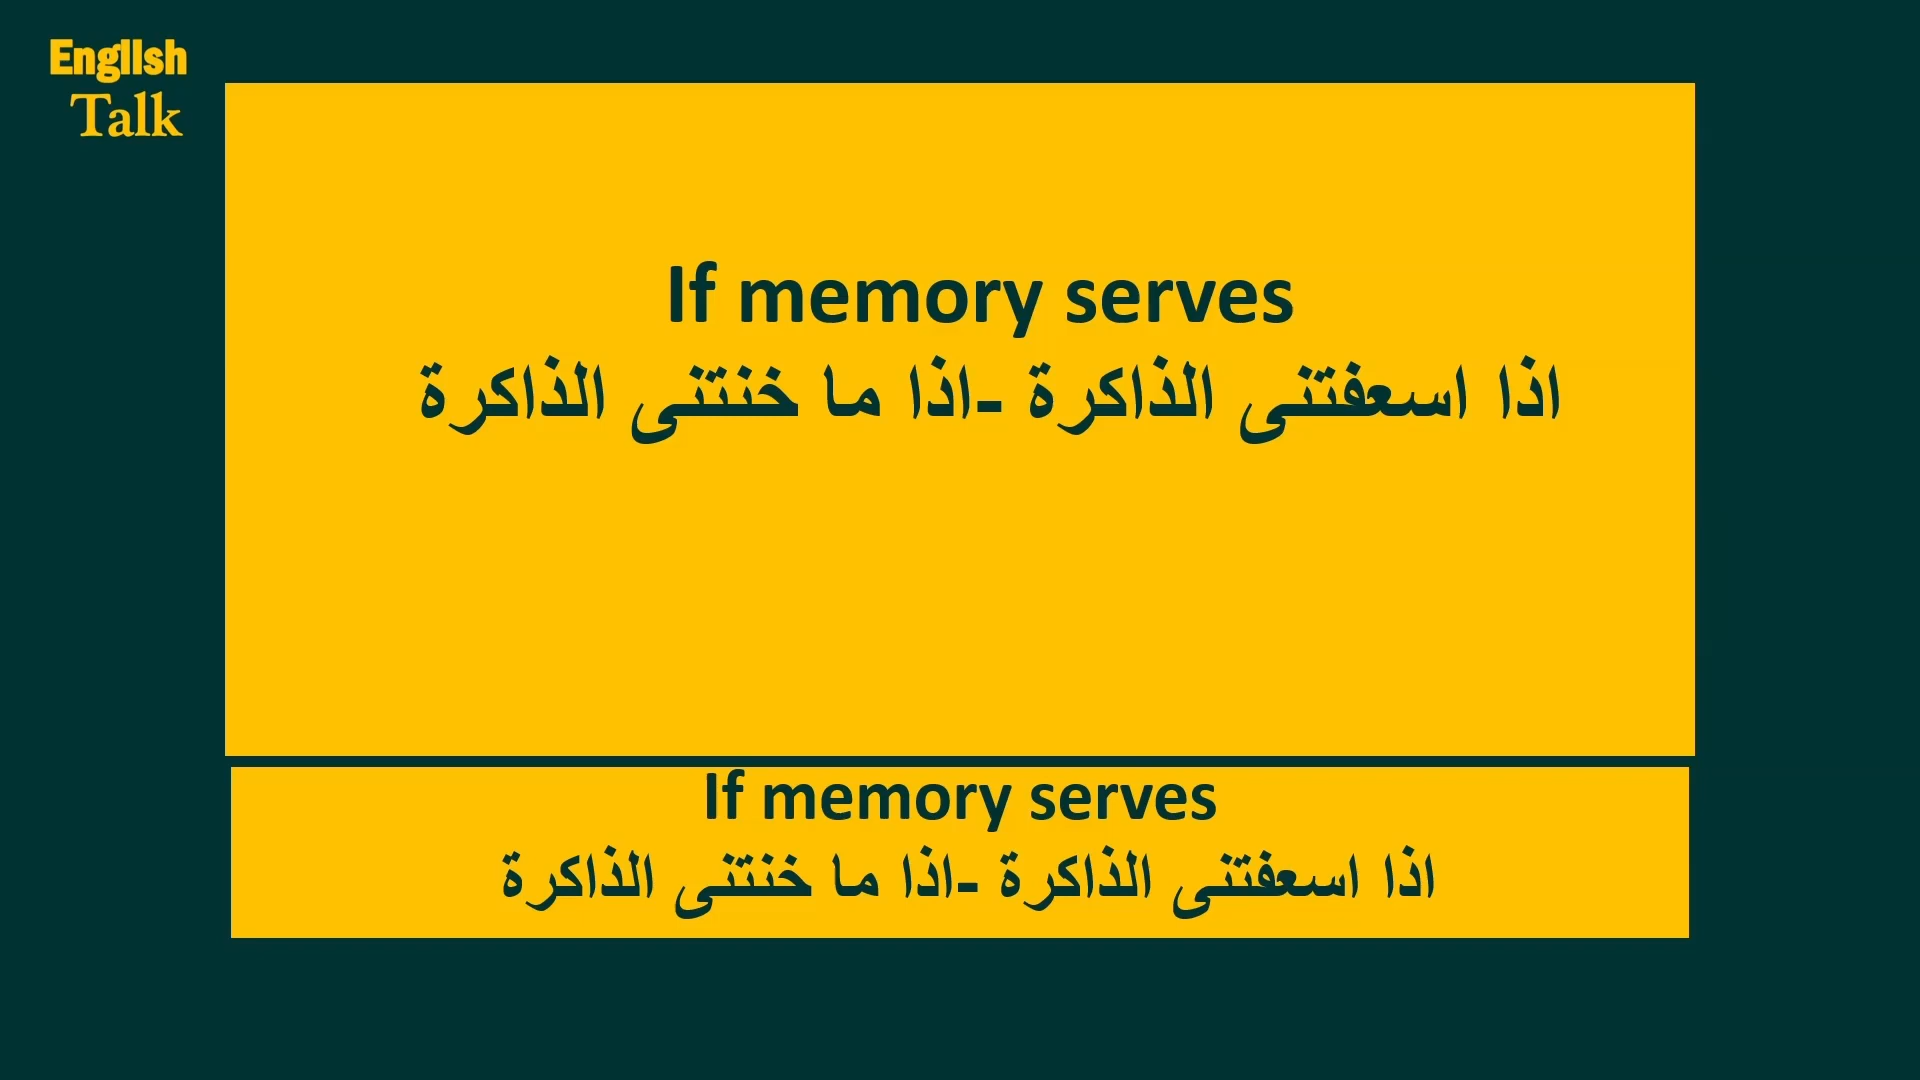 English
Talk
If memory serves
اذا اسعفتنى الذاكرة -اذا ما خنتنى الذاكرة
If memory serves
اذا اسعفتنى الذاكرة -اذا ما خنتنى الذاكرة